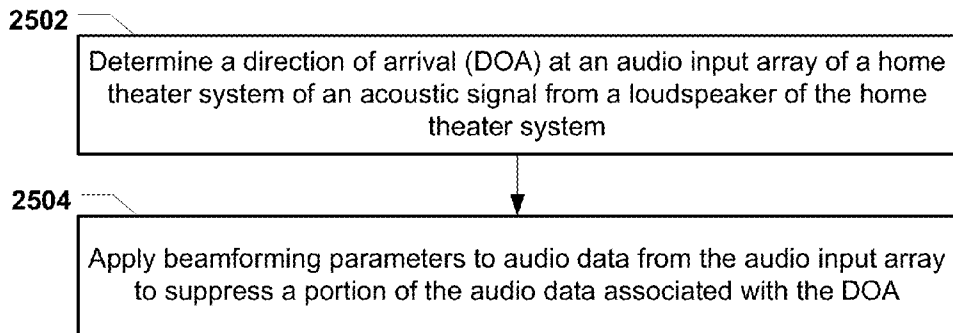 2502
Determine a direction of arrival (DOA) at an audio input array of a home
theater system of an acoustic signal from a loudspeaker of the home
theater system
2504
Apply beamforming parameters to audio data from the audio input array
to suppress a portion of the audio data associated with the DOA